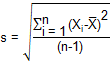 s = √(Σⁿᵢ₌₁ (Xᵢ-X̄)² / (n-1))